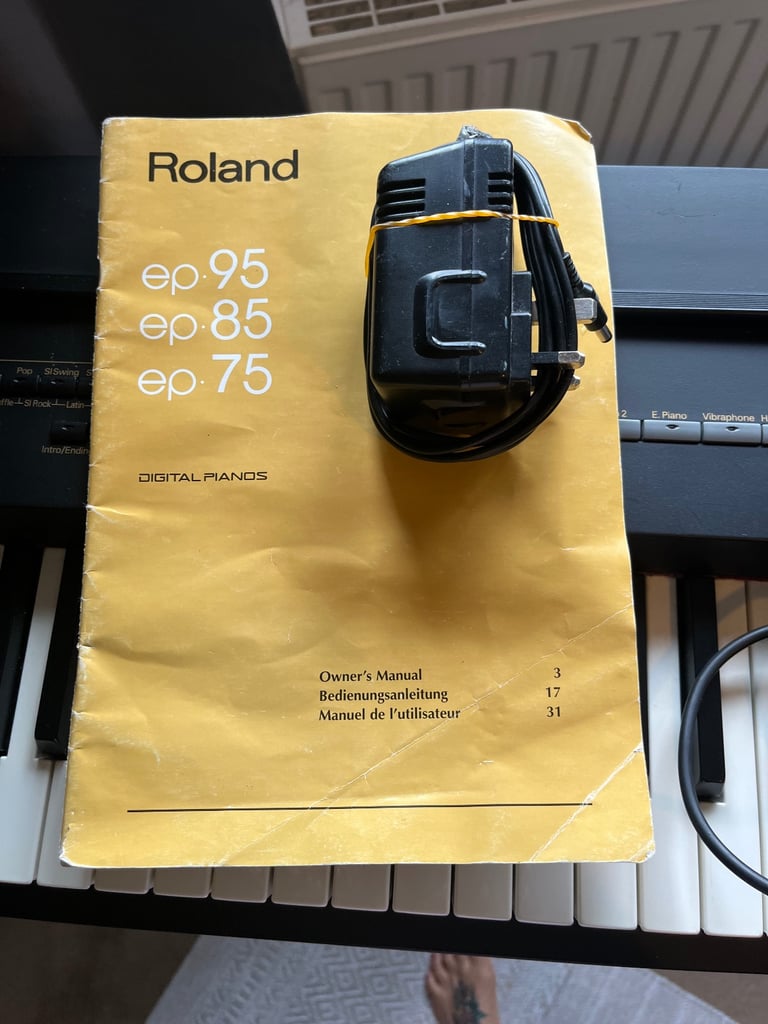 Roland
ep·95
ep·85
ep·75
DIGITAL PIANOS
Owner's Manual 3
Bedienungsanleitung 17
Manuel de l'utilisateur 31
Pop Sl Swing
Sl Rock Latin
Intro/Ending
2 E. Piano Vibraphone